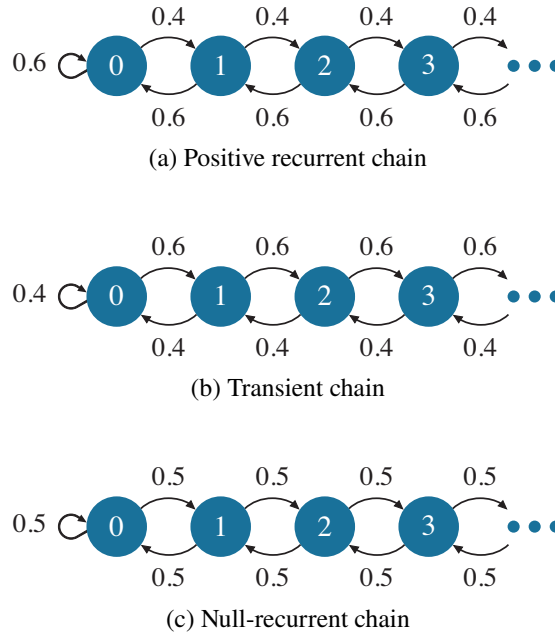 0.4 0.4 0.4 0.4
0.6 0 1 2 3
0.6 0.6 0.6 0.6
(a) Positive recurrent chain
0.6 0.6 0.6 0.6
0.4 0 1 2 3
0.4 0.4 0.4 0.4
(b) Transient chain
0.5 0.5 0.5 0.5
0.5 0 1 2 3
0.5 0.5 0.5 0.5
(c) Null-recurrent chain